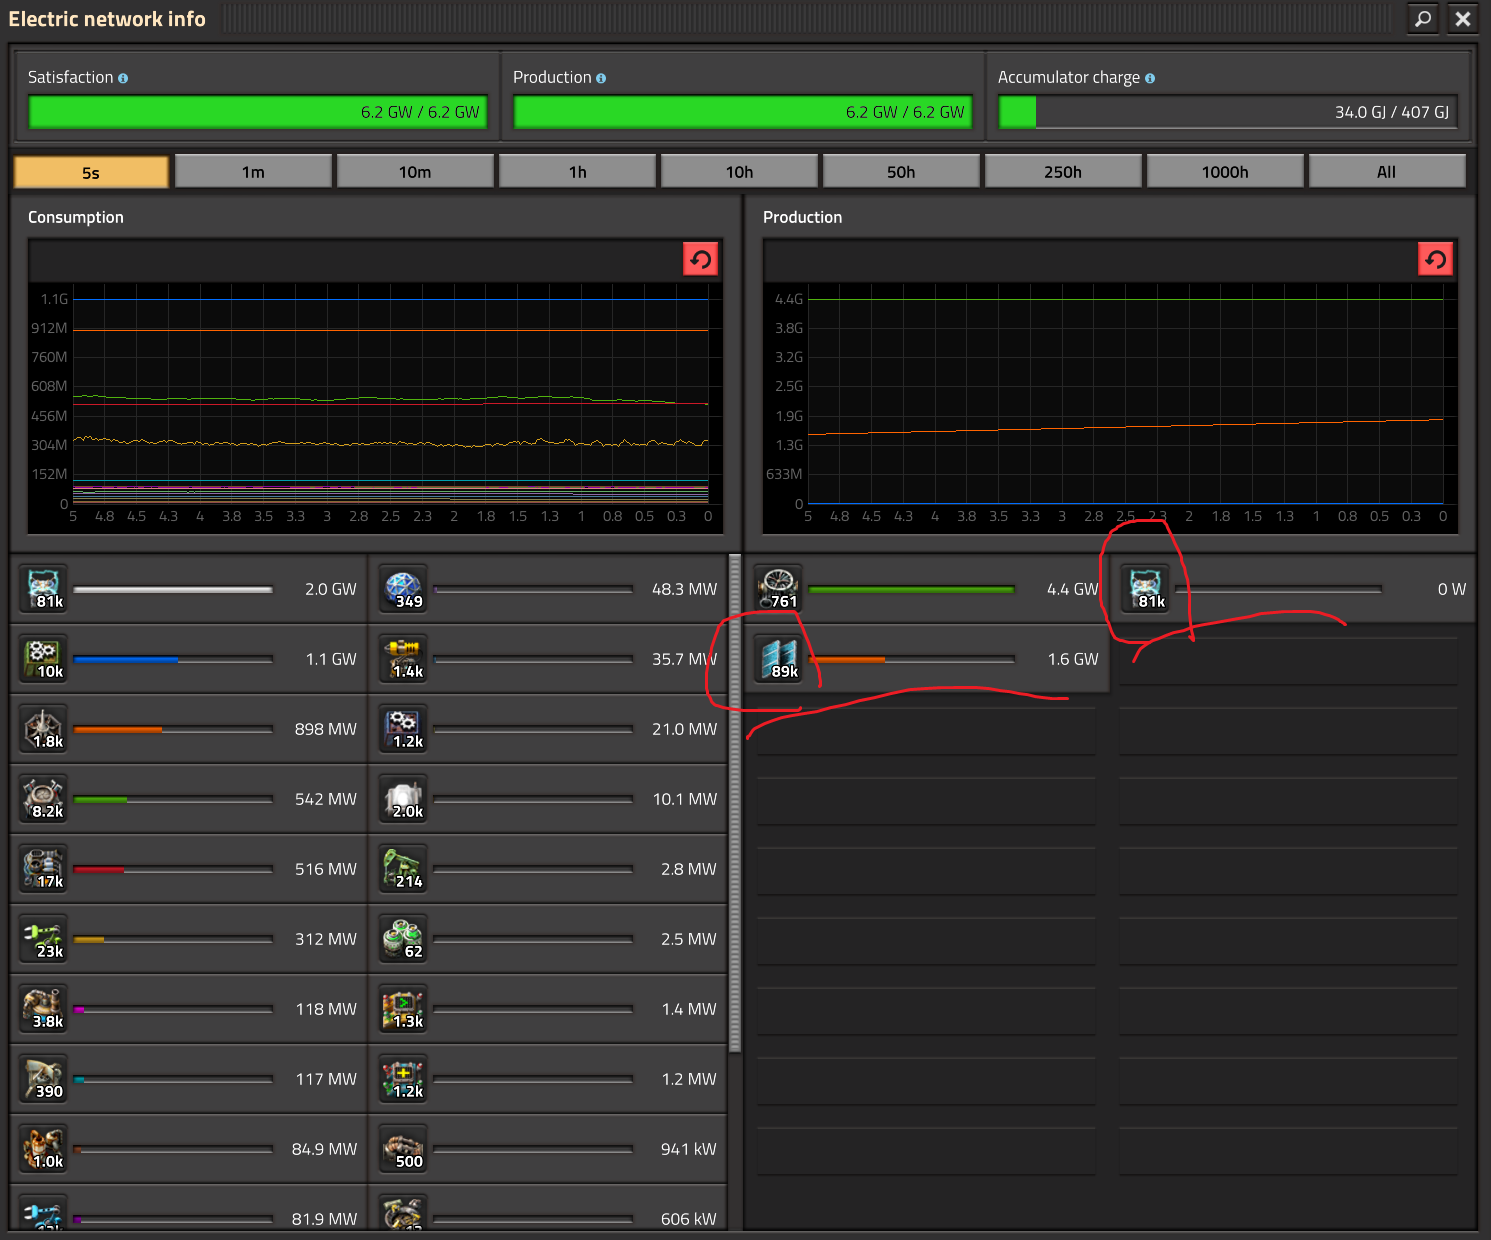 Electric network info
Satisfaction
6.2 GW / 6.2 GW
Production
6.2 GW / 6.2 GW
Accumulator charge
34.0 GJ / 407 GJ
5s 1m 10m 1h 10h 50h 250h 1000h All
Consumption
1.1G
912M
760M
608M
456M
304M
152M
0
5 4.8 4.5 4.3 4 3.8 3.5 3.3 3 2.8 2.5 2.3 2 1.8 1.5 1.3 1 0.8 0.5 0.3 0
Production
4.4G
3.8G
3.2G
2.5G
1.9G
1.3G
633M
0
5 4.8 4.5 4.3 4 3.8 3.5 3.3 3 2.8 2.5 2.3 2 1.8 1.5 1.3 1 0.8 0.5 0.3 0
81k 2.0 GW
349 48.3 MW
10k 1.1 GW
1.4k 35.7 MW
1.8k 898 MW
1.2k 21.0 MW
8.2k 542 MW
2.0k 10.1 MW
17k 516 MW
214 2.8 MW
23k 312 MW
62 2.5 MW
3.8k 118 MW
1.3k 1.4 MW
390 117 MW
1.2k 1.2 MW
1.0k 84.9 MW
500 941 kW
81.9 MW
606 kW
761 4.4 GW
81k 0 W
89k 1.6 GW